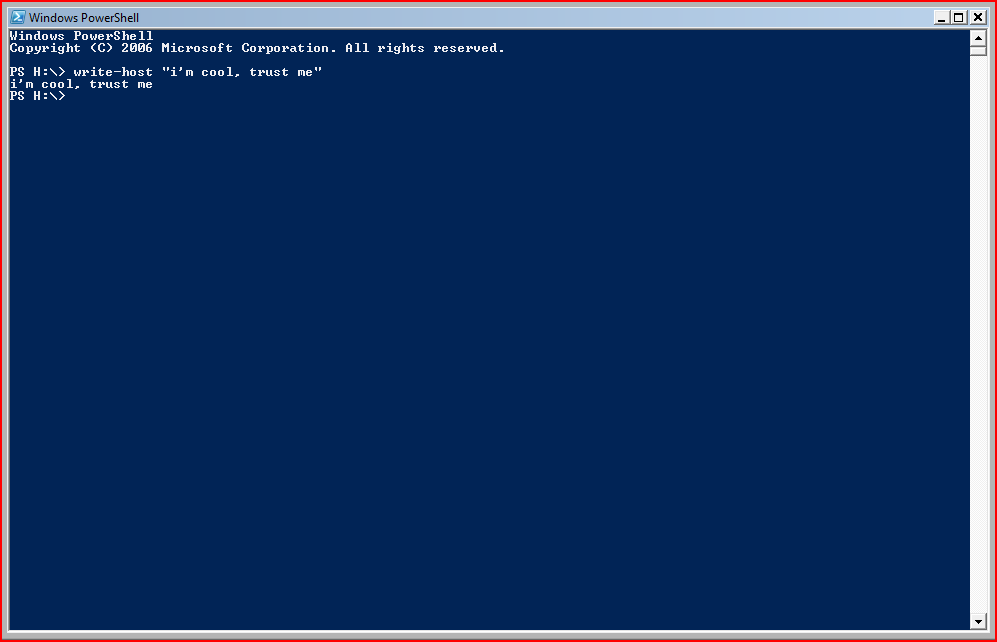 Windows PowerShell
Windows PowerShell
Copyright (C) 2006 Microsoft Corporation. All rights reserved.
PS H:\> write-host "i'm cool, trust me"
i'm cool, trust me
PS H:\>